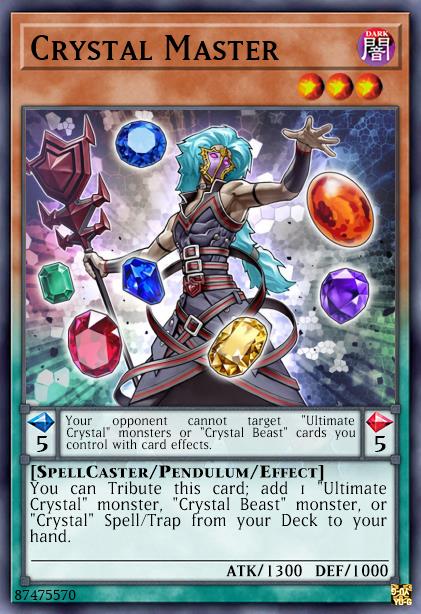 Crystal Master
DARK
闇
Your opponent cannot target "Ultimate
Crystal" monsters or "Crystal Beast" cards you
control with card effects.
5
5
[SpellCaster/Pendulum/Effect]
You can Tribute this card; add 1 "Ultimate
Crystal" monster, "Crystal Beast" monster, or
"Crystal" Spell/Trap from your Deck to your
hand.
ATK/1300 DEF/1000
87475570